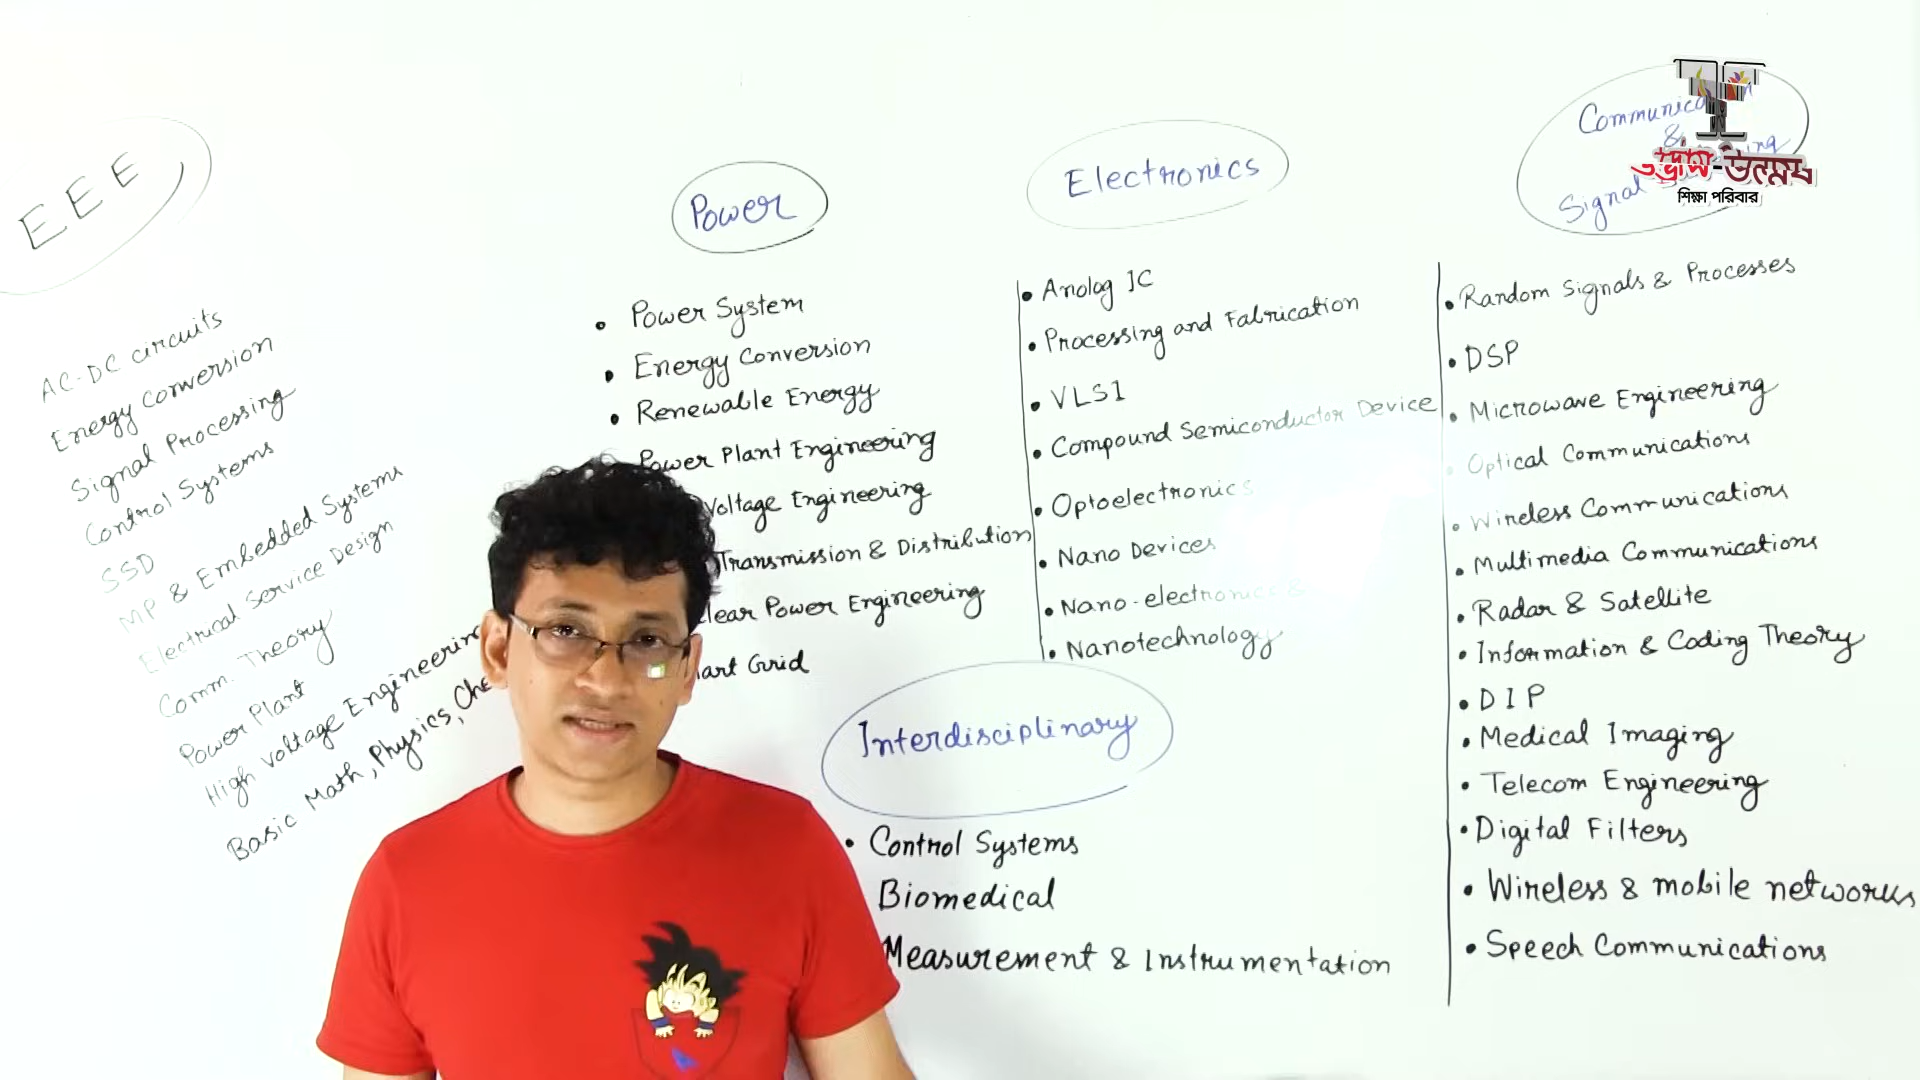 EEE
AC-DC circuits
Energy Conversion
Signal Processing
Control Systems
SSD
MP & Embedded Systems
Electrical Service Design
Comm. Theory
Power Plant
High Voltage Engineering
Basic Math, Physics, Che
Power
• Power System
• Energy Conversion
• Renewable Energy
Power Plant Engineering
Voltage Engineering
Transmission & Distribution
lear Power Engineering
art Grid
Electronics
• Analog IC
• Processing and Fabrication
• VLSI
• Compound Semiconductor Device
• Optoelectronics
• Nano Devices
• Nano-electronics &
• Nanotechnology
Interdisciplinary
• Control Systems
Biomedical
Measurement & Instrumentation
Communica
&
Signal
উদ্ভাস-উন্মেষ
শিক্ষা পরিবার
• Random Signals & Processes
• DSP
• Microwave Engineering
• Optical Communications
• Wireless Communications
• Multimedia Communications
• Radar & Satellite
• Information & Coding Theory
• DIP
• Medical Imaging
• Telecom Engineering
• Digital Filters
• Wireless & mobile networks
• Speech Communications